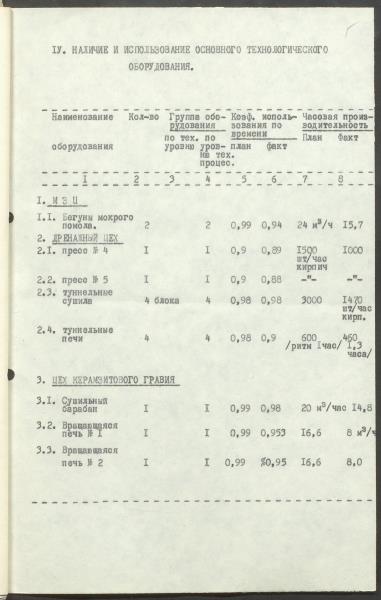 IУ. НАЛИЧИЕ И ИСПОЛЬЗОВАНИЕ ОСНОВНОГО ТЕХНОЛОГИЧЕСКОГО
ОБОРУДОВАНИЯ.
Наименование Кол-во Группа обо- Коэф. исполь- Часовая произ-
рудования зования по водительность
по тех. по времени План Факт
оборудования уровню уров- план факт
ню тех.
процес.
I 2 3 4 5 6 7 8
I. М З Ц
I.I. Бегуны мокрого
помола. 2 2 0,99 0,94 24 м³/ч I5,7
2. ДРЕНАЖНЫЙ ЦЕХ
2.I. пресс № 4 I I 0,9 0,89 I500 I000
шт/час
кирпич
2.2. пресс № 5 I I 0,9 0,88 -"- -"-
2.3. туннельные
сушила 4 блока 4 0,98 0,98 3000 I470
шт/час
кирп.
2.4. туннельные
печи 4 4 0,98 0,9 600 460
/ритм Iчас/ I,3
часа/
3. ЦЕХ КЕРАМЗИТОВОГО ГРАВИЯ
3.I. Сушильный
барабан I I 0,99 0,98 20 м³/час I4,8
3.2. Вращающаяся
печь № I I I 0,99 0,953 I6,6 8 м³/ч
3.3. Вращающаяся
печь № 2 I I 0,99 0,95 I6,6 8,0